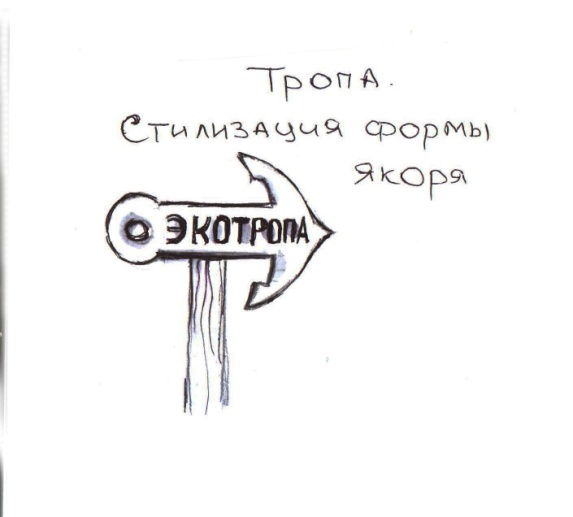 Тропа.
Стилизация формы
якоря
ЭКОТРОПА